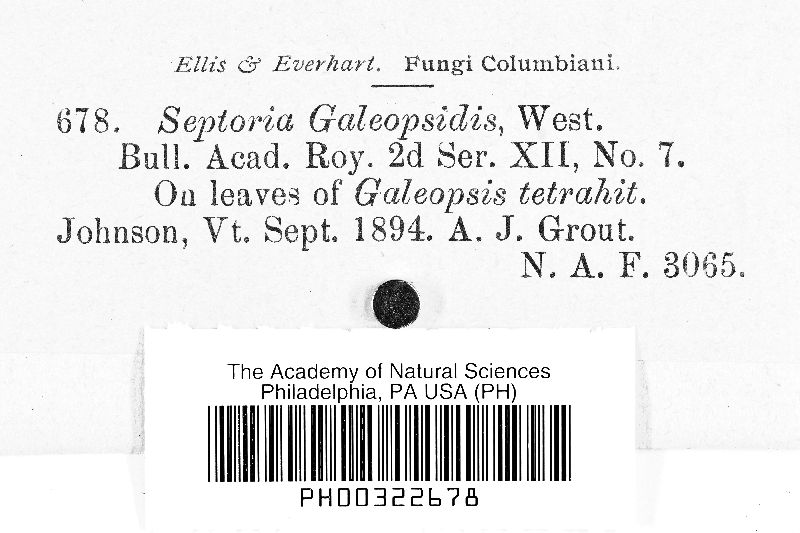 Ellis & Everhart. Fungi Columbiani.
678. Septoria Galeopsidis, West.
Bull. Acad. Roy. 2d Ser. XII, No. 7.
On leaves of Galeopsis tetrahit.
Johnson, Vt. Sept. 1894. A. J. Grout.
N. A. F. 3065.
The Academy of Natural Sciences
Philadelphia, PA USA (PH)
PH00322678